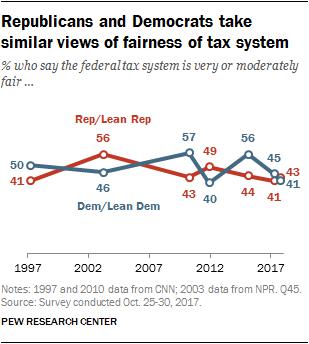 Republicans and Democrats take
similar views of fairness of tax system
% who say the federal tax system is very or moderately
fair ...
Rep/Lean Rep
56
57
56
49
50
45
43
41
41
46
43
40
44
41
Dem/Lean Dem
1997
2002
2007
2012
2017
Notes: 1997 and 2010 data from CNN; 2003 data from NPR. Q45.
Source: Survey conducted Oct. 25-30, 2017.
PEW RESEARCH CENTER